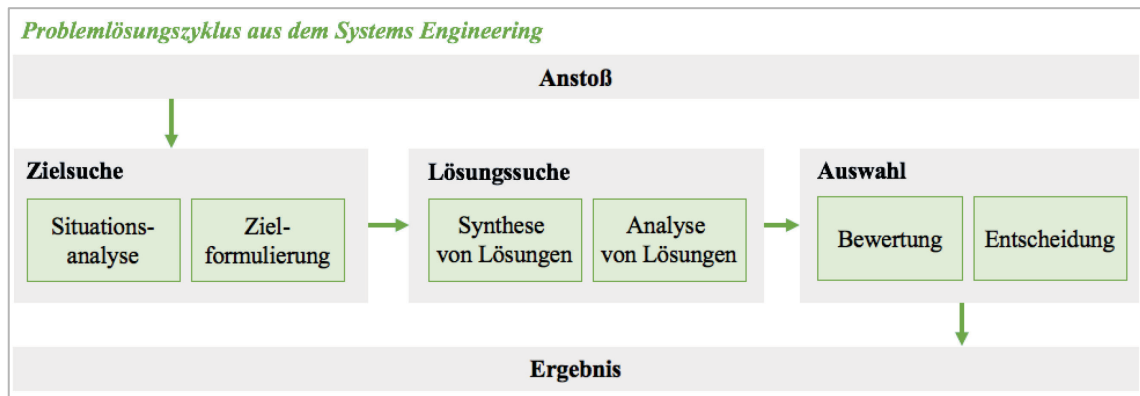 Problemlösungszyklus aus dem Systems Engineering
Anstoß
Zielsuche
Situations-
analyse
Ziel-
formulierung
Lösungssuche
Synthese
von Lösungen
Analyse
von Lösungen
Auswahl
Bewertung
Entscheidung
Ergebnis